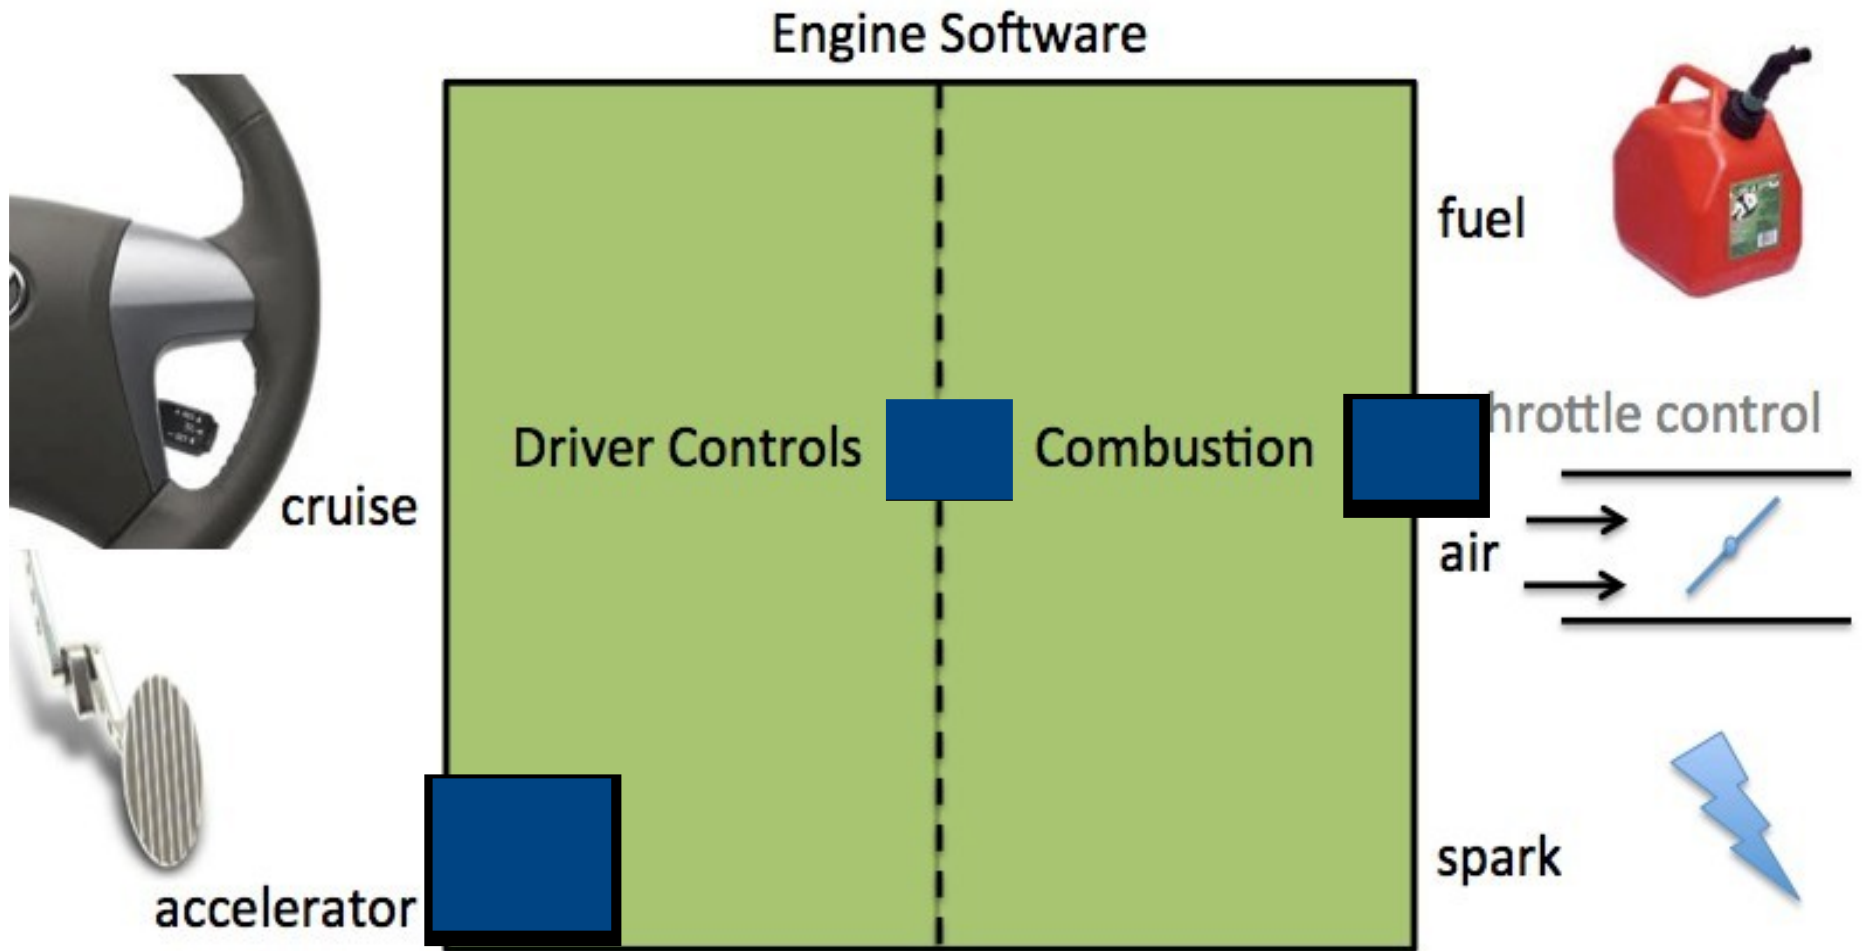 Engine Software
fuel
hrottle control
Driver Controls
Combustion
cruise
air
spark
accelerator